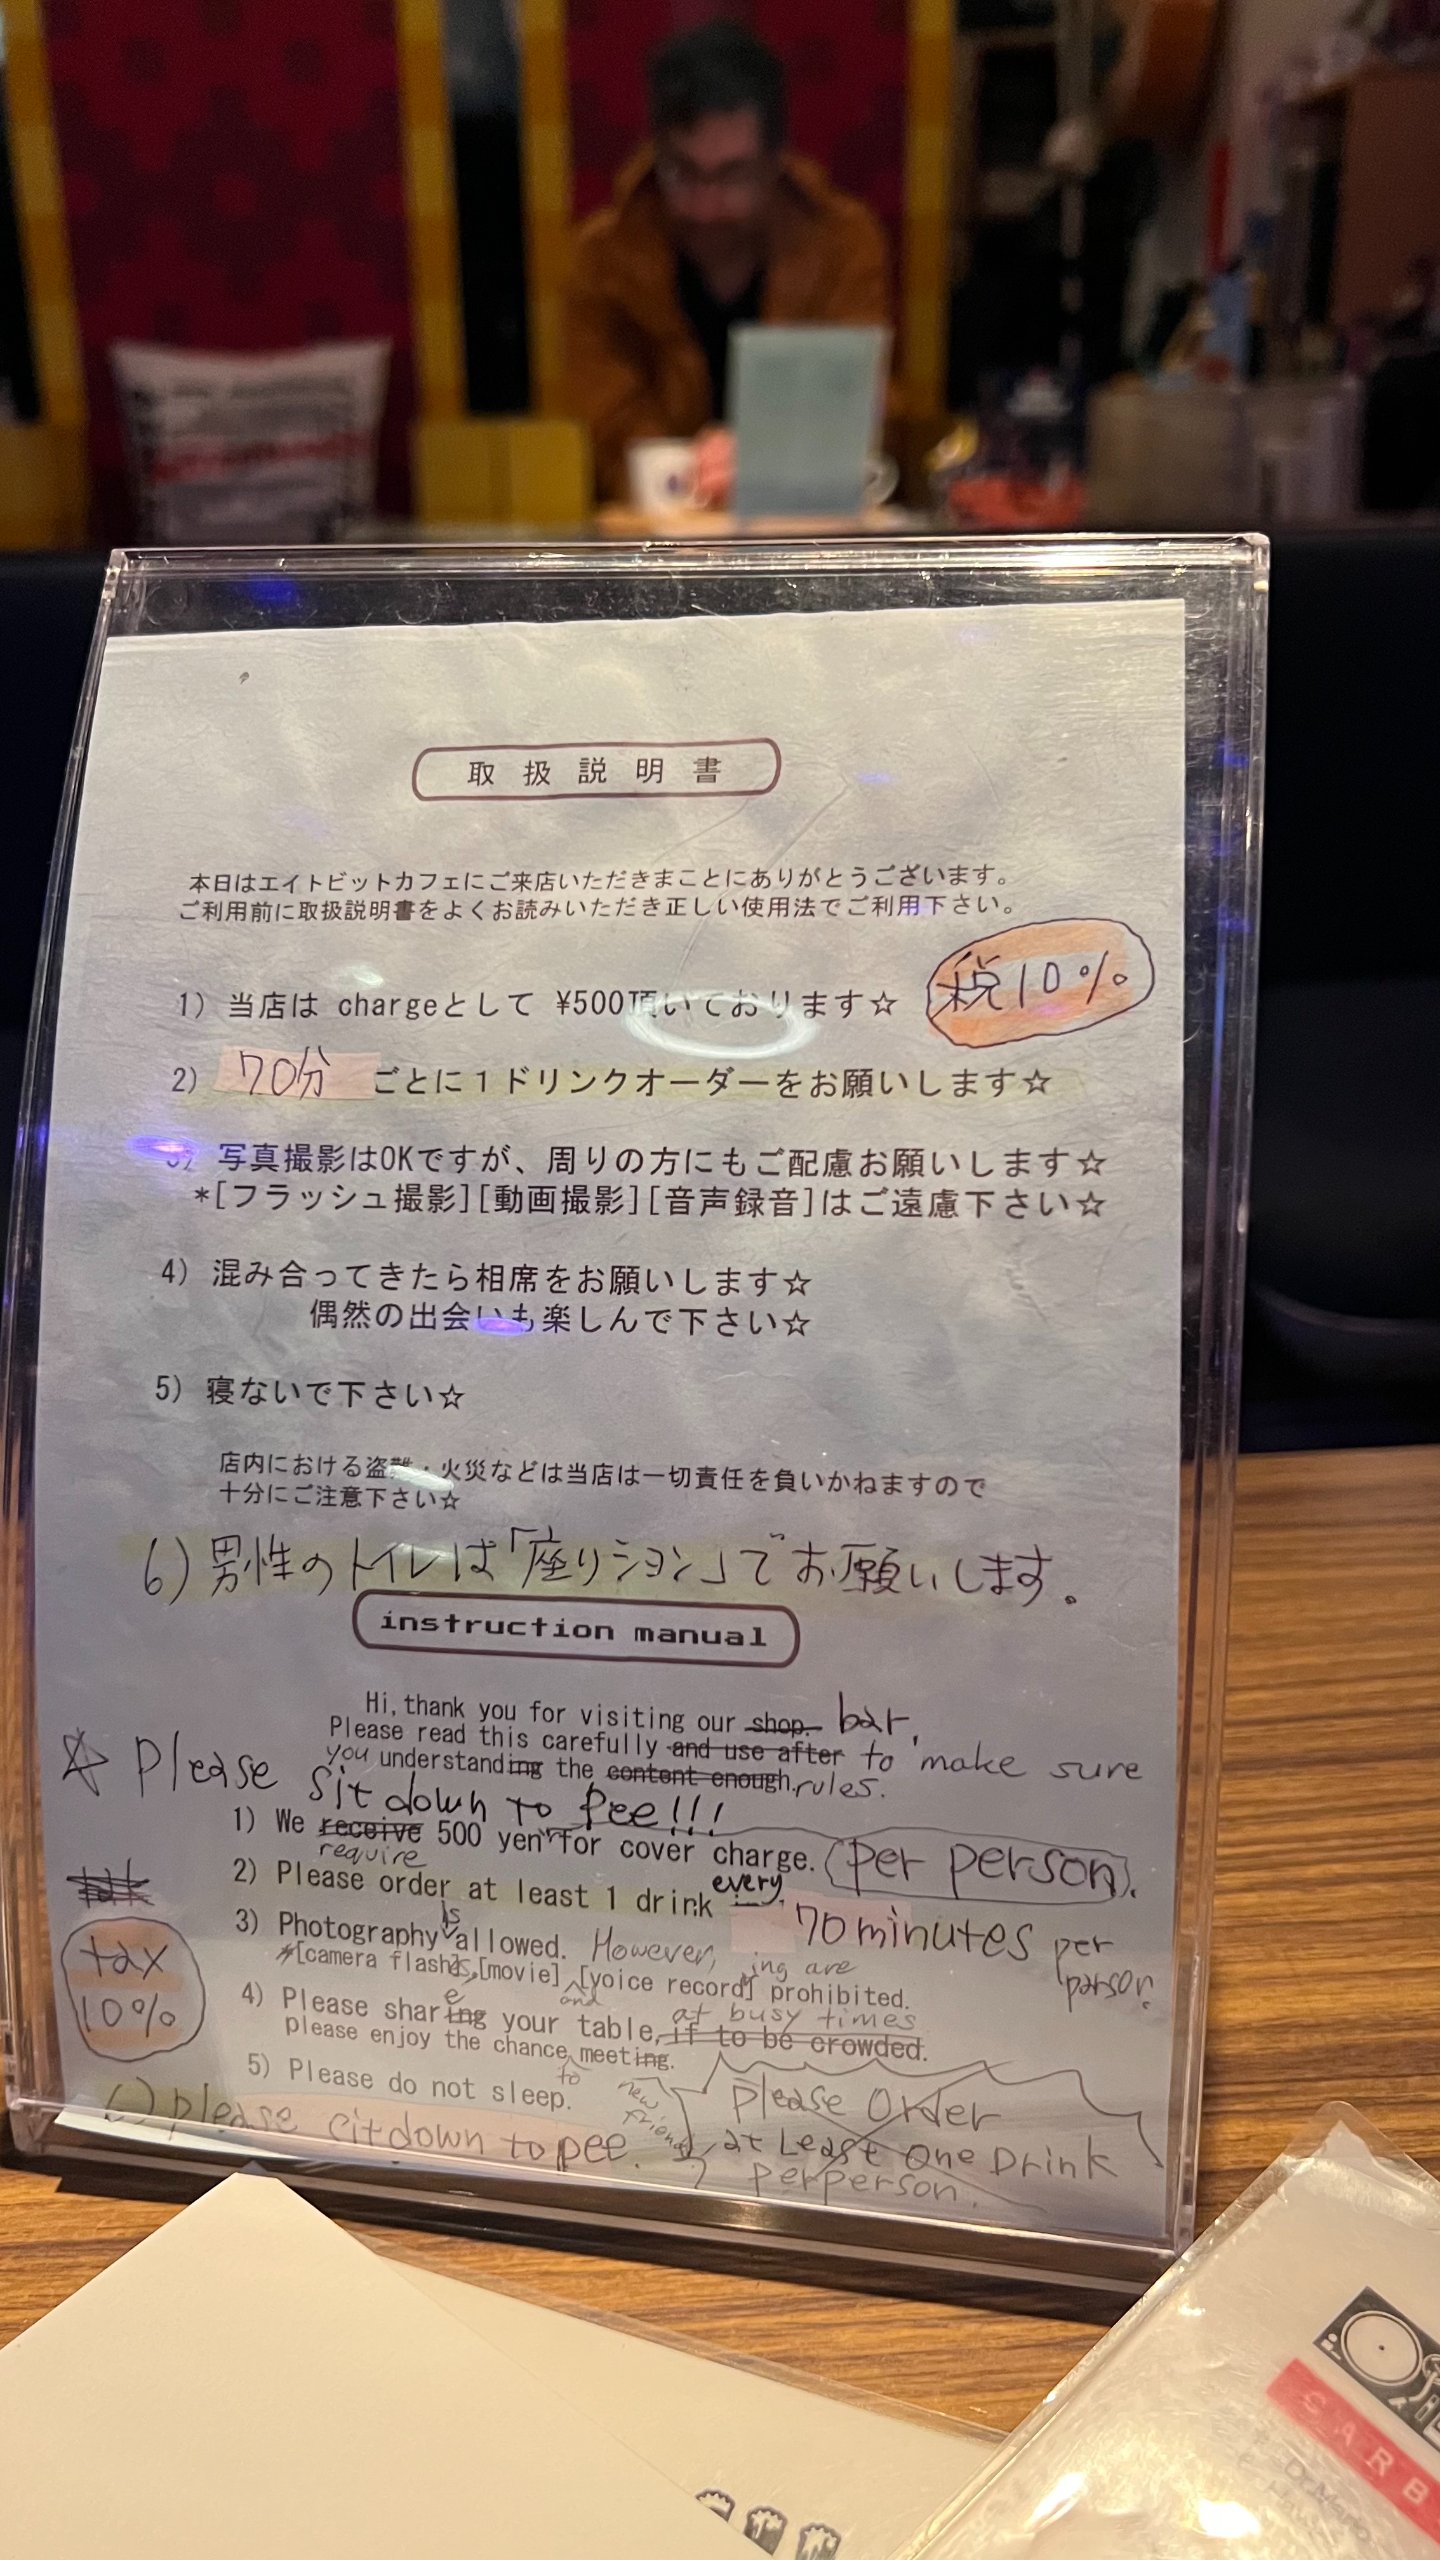 取扱説明書
本日はエイトビットカフェにご来店いただきまことにありがとうございます。
ご利用前に取扱説明書をよくお読みいただき正しい使用法でご利用下さい。
税10%
1) 当店は chargeとして ¥500頂いております☆
2) 70分 ごとに1ドリンクオーダーをお願いします☆
3) 写真撮影はOKですが、周りの方にもご配慮お願いします☆
*[フラッシュ撮影][動画撮影][音声録音]はご遠慮下さい☆
4) 混み合ってきたら相席をお願いします☆
偶然の出会いも楽しんで下さい☆
5) 寝ないで下さい☆
店内における盗難・火災などは当店は一切責任を負いかねますので
十分にご注意下さい☆
6) 男性のトイレは「座りション」でお願いします。
instruction manual
Hi,thank you for visiting our shop. bar.
Please read this carefully and use after to make sure
you understanding the content enough. rules.
☆ Please sit down to pee!!!
1) We receive 500 yen for cover charge. per person.
require
2) Please order at least 1 drink every 70 minutes per person.
3) Photography is allowed. However,
*[camera flash]es,[movie] and [voice record]ing are prohibited.
4) Please sharinge your table, if to be crowded. at busy times
please enjoy the chance to meeting. new friends
5) Please do not sleep.
tax
10%
6) please sit down to pee.
Please Order
at Least One Drink
perperson.
CARB
Dr.Mario